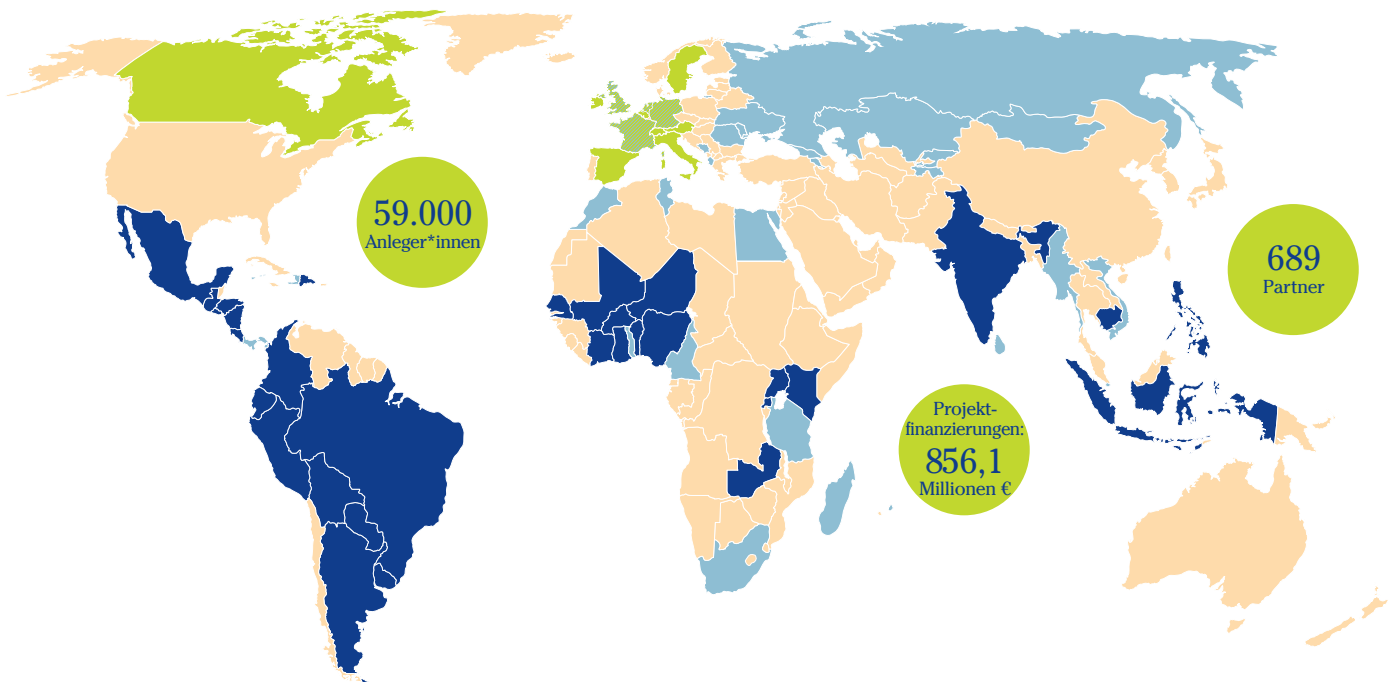 59.000
Anleger*innen
689
Partner
Projekt-
finanzierungen:
856,1
Millionen €